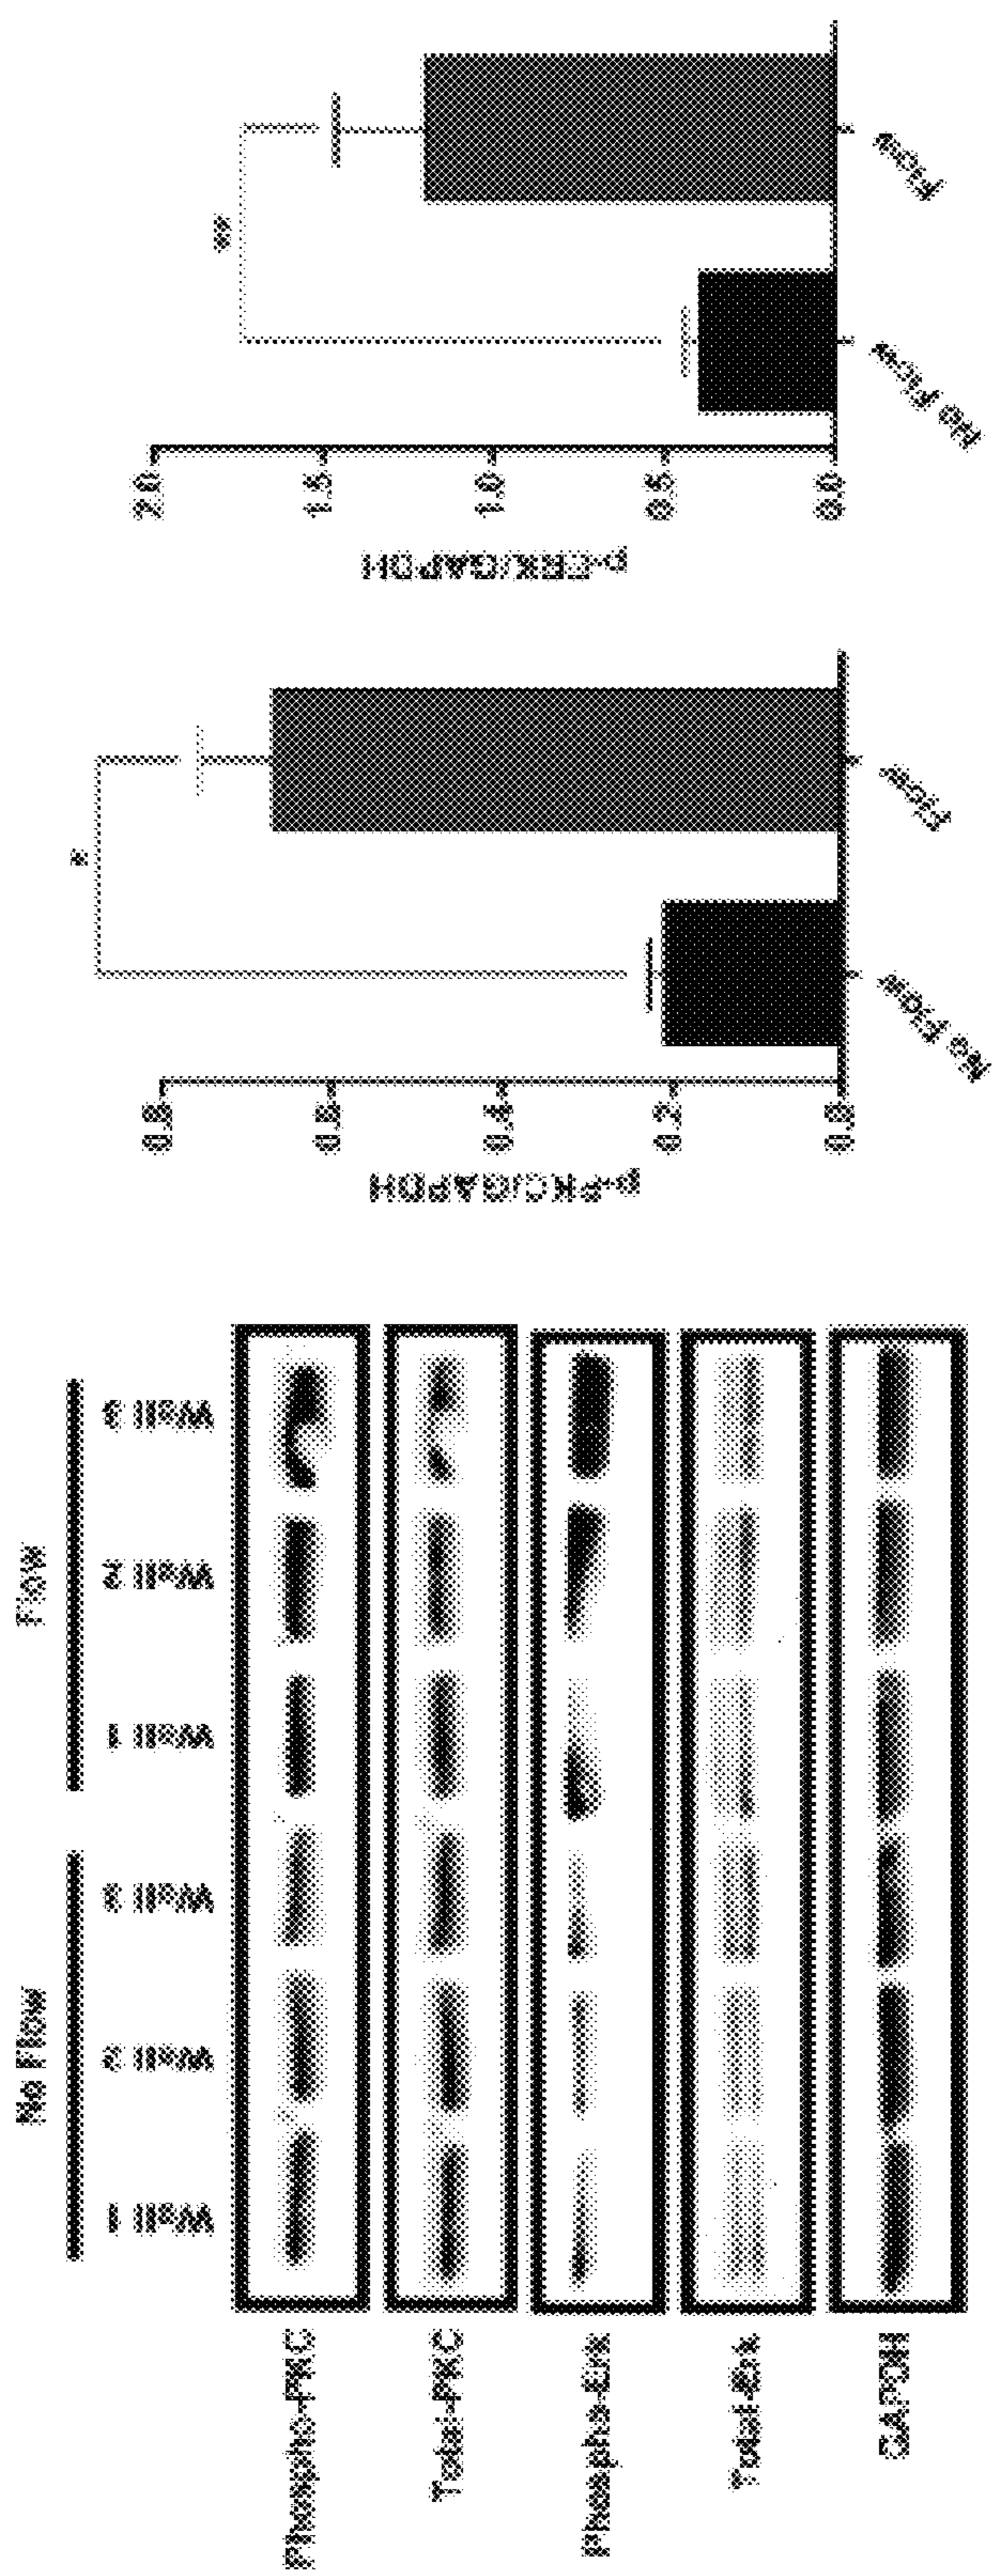 No Flow
Flow
Well 1
Well 2
Well 3
Well 1
Well 2
Well 3
Phospho-PKC
Total-PKC
Phospho-Erk
Total-Erk
GAPDH
p-PKC/GAPDH
0.8
0.6
0.4
0.2
0.0
*
No Flow
Flow
p-ERK/GAPDH
2.0
1.5
1.0
0.5
0.0
**
No Flow
Flow